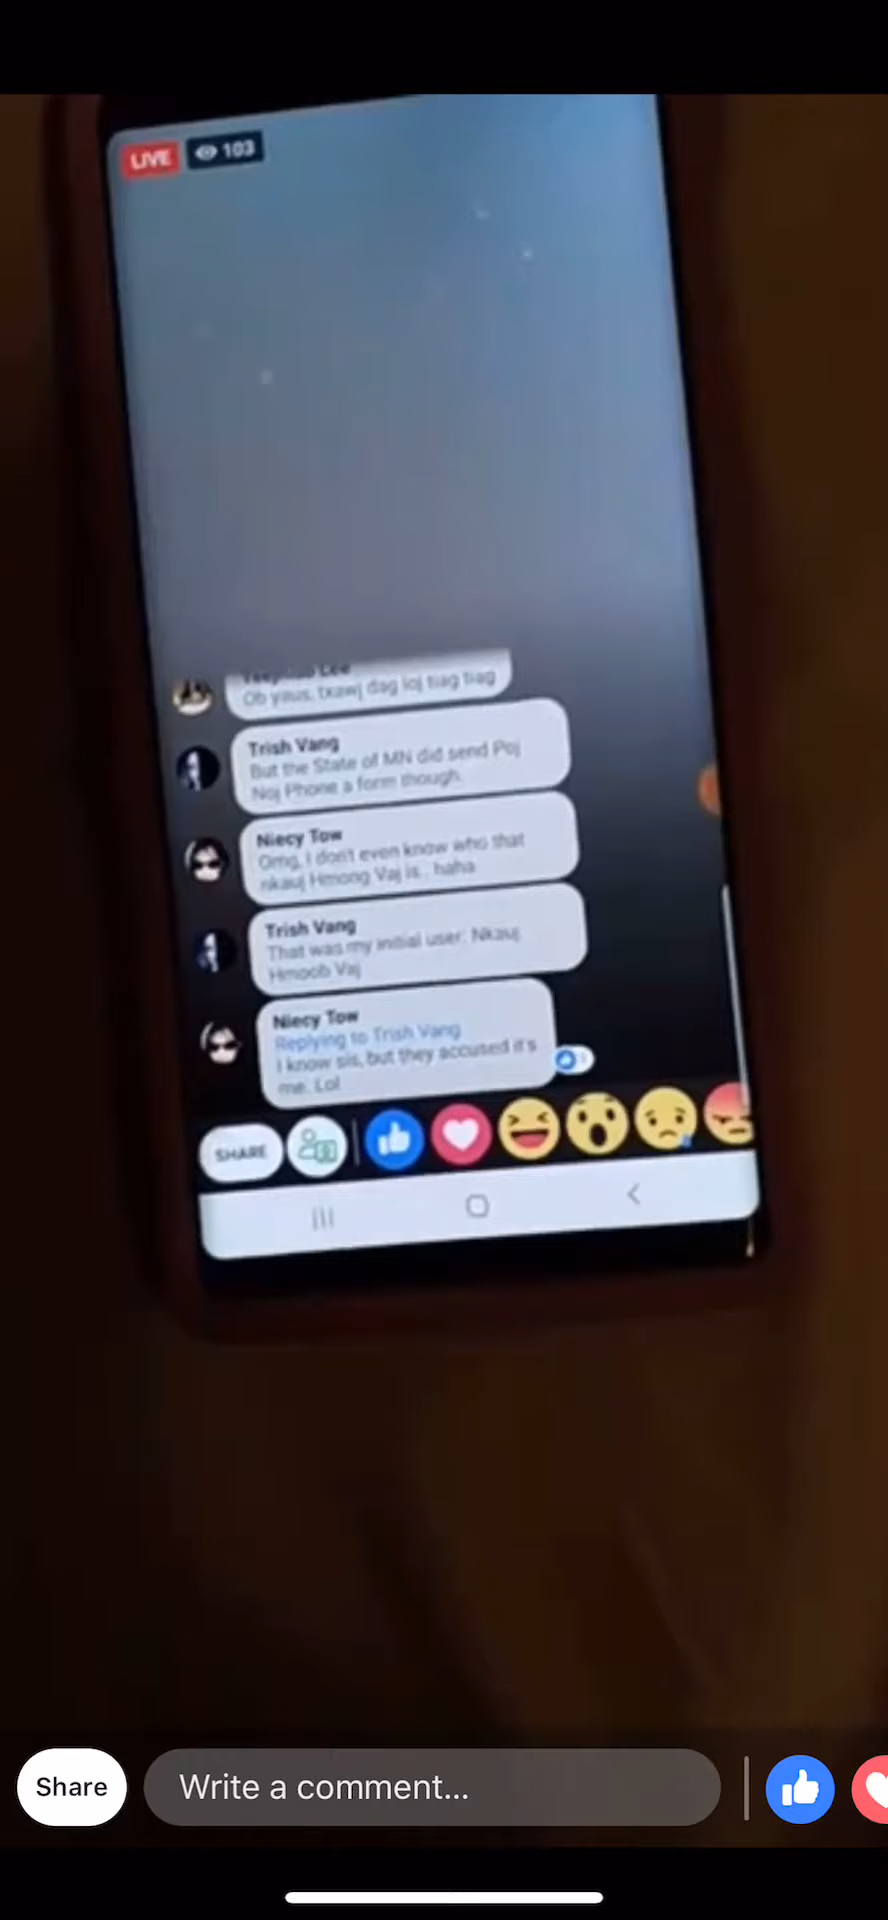 LIVE 103
Lee
Ob yaus, txawj dag loj tiag tiag
Trish Vang
But the State of MN did send Poj
Noj Phone a form though.
Niecy Tow
Omg, I don't even know who that
nkauj Hmong Vaj is.. haha
Trish Vang
That was my initial user: Nkauj
Hmoob Vaj
Niecy Tow
Replying to Trish Vang
I know sis, but they accused it's
me. Lol
SHARE
Share
Write a comment...